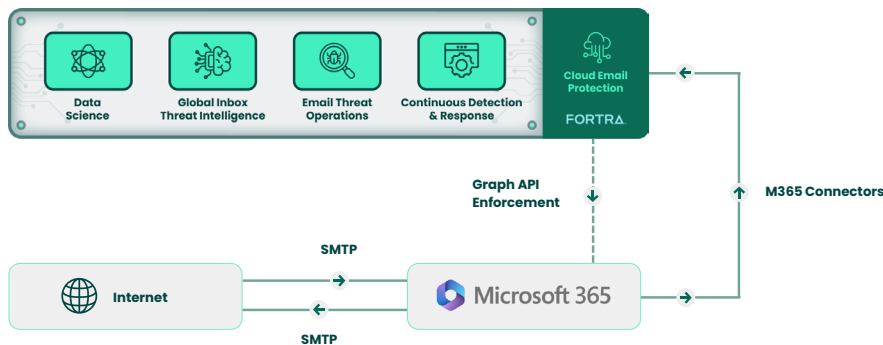 Data
Science
Global Inbox
Threat Intelligence
Email Threat
Operations
Continuous Detection
& Response
Cloud Email
Protection
FORTRA
Graph API
Enforcement
M365 Connectors
SMTP
Internet
Microsoft 365
SMTP